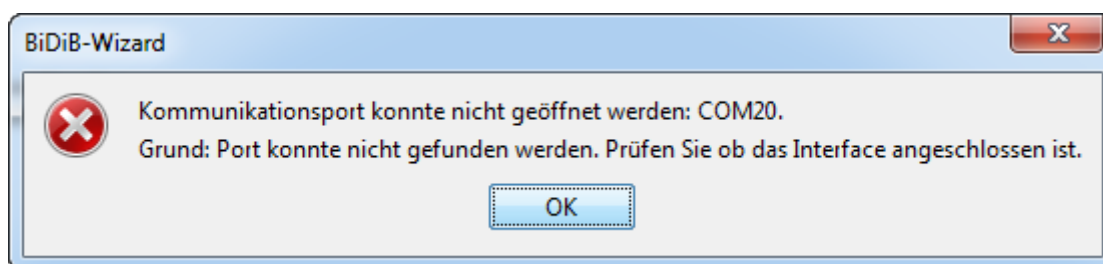 BiDiB-Wizard
Kommunikationsport konnte nicht geöffnet werden: COM20.
Grund: Port konnte nicht gefunden werden. Prüfen Sie ob das Interface angeschlossen ist.
OK